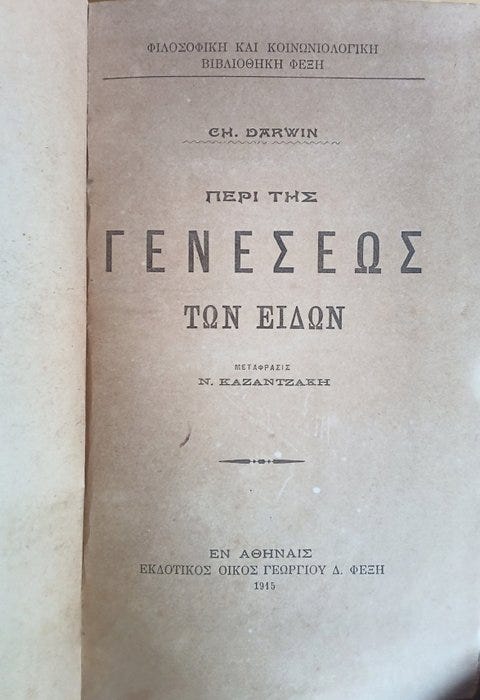 ΦΙΛΟΣΟΦΙΚΗ ΚΑΙ ΚΟΙΝΩΝΙΟΛΟΓΙΚΗ
ΒΙΒΛΙΟΘΗΚΗ ΦΕΞΗ
CH. DARWIN
ΠΕΡΙ ΤΗΣ
ΓΕΝΕΣΕΩΣ
ΤΩΝ ΕΙΔΩΝ
ΜΕΤΑΦΡΑΣΙΣ
Ν. ΚΑΖΑΝΤΖΑΚΗ
ΕΝ ΑΘΗΝΑΙΣ
ΕΚΔΟΤΙΚΟΣ ΟΙΚΟΣ ΓΕΩΡΓΙΟΥ Δ. ΦΕΞΗ
1915